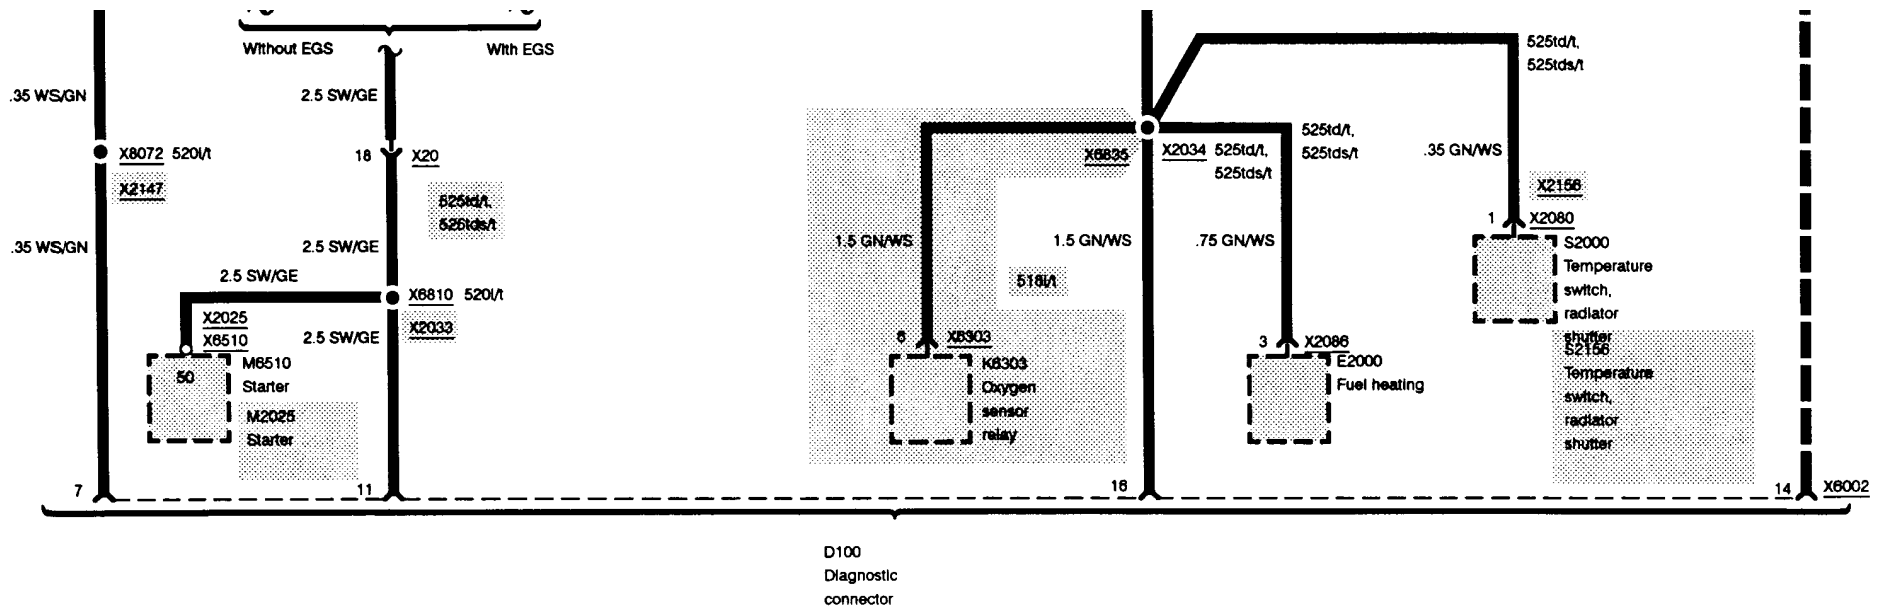 Without EGS
With EGS
.35 WS/GN
2.5 SW/GE
X8072 520i/t
X2147
18 X20
525td/t,
525tds/t
.35 WS/GN
2.5 SW/GE
2.5 SW/GE
X6810 520i/t
X2033
X2025
X6510
2.5 SW/GE
50
M6510
Starter
M2025
Starter
7
11
525td/t,
525tds/t
525td/t,
525tds/t
X6835
X2034 525td/t,
525tds/t
.35 GN/WS
X2156
1 X2080
S2000
Temperature
switch,
radiator
shutter
S2156
Temperature
switch,
radiator
shutter
1.5 GN/WS
1.5 GN/WS
.75 GN/WS
518i/t
6 X6303
K6303
Oxygen
sensor
relay
3 X2086
E2000
Fuel heating
16
14 X6002
D100
Diagnostic
connector